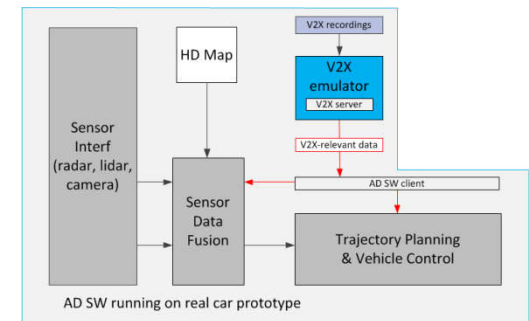 V2X recordings
HD Map
V2X
emulator
V2X server
Sensor
Interf
(radar, lidar,
camera)
V2X-relevant data
AD SW client
Sensor
Data
Fusion
Trajectory Planning
& Vehicle Control
AD SW running on real car prototype